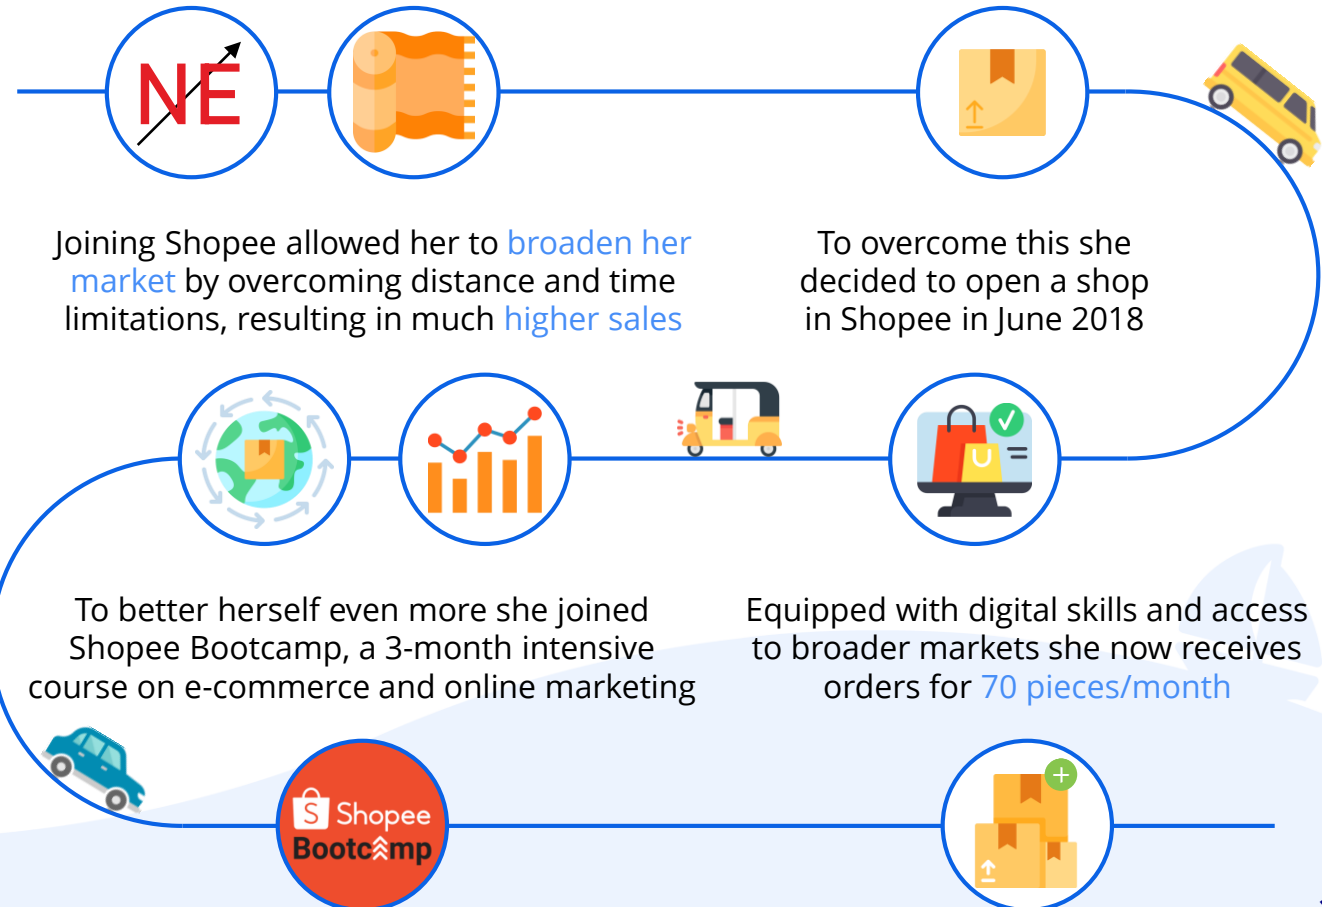 NE
Joining Shopee allowed her to broaden her
market by overcoming distance and time
limitations, resulting in much higher sales
To overcome this she
decided to open a shop
in Shopee in June 2018
To better herself even more she joined
Shopee Bootcamp, a 3-month intensive
course on e-commerce and online marketing
Equipped with digital skills and access
to broader markets she now receives
orders for 70 pieces/month
S Shopee
Bootcamp